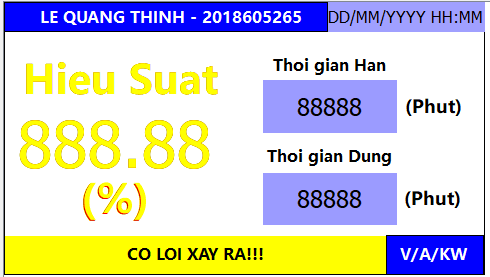 LE QUANG THINH - 2018605265 DD/MM/YYYY HH:MM
Hieu Suat
888.88
(%)
Thoi gian Han
88888 (Phut)
Thoi gian Dung
88888 (Phut)
CO LOI XAY RA!!! V/A/KW